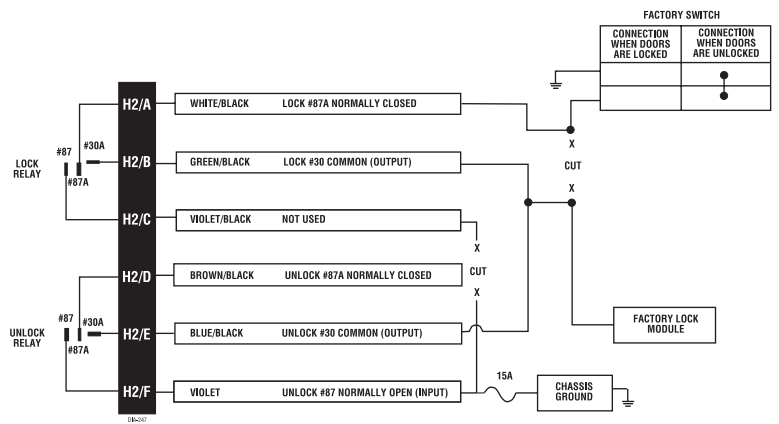 FACTORY SWITCH
CONNECTION
WHEN DOORS
ARE LOCKED
CONNECTION
WHEN DOORS
ARE UNLOCKED
H2/A
WHITE/BLACK LOCK #87A NORMALLY CLOSED
#87
#30A
LOCK
RELAY
#87A
H2/B
GREEN/BLACK LOCK #30 COMMON (OUTPUT)
X
CUT
X
H2/C
VIOLET/BLACK NOT USED
X
CUT
X
H2/D
BROWN/BLACK UNLOCK #87A NORMALLY CLOSED
#87
#30A
UNLOCK
RELAY
#87A
H2/E
BLUE/BLACK UNLOCK #30 COMMON (OUTPUT)
FACTORY LOCK
MODULE
H2/F
VIOLET UNLOCK #87 NORMALLY OPEN (INPUT)
15A
CHASSIS
GROUND
DIA-247